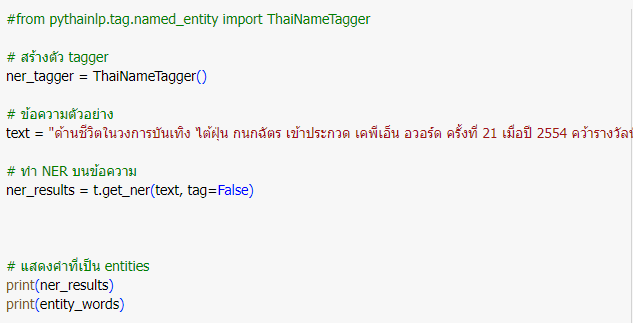 #from pythainlp.tag.named_entity import ThaiNameTagger
# สร้างตัว tagger
ner_tagger = ThaiNameTagger()
# ข้อความตัวอย่าง
text = "ด้านชีวิตในวงการบันเทิง ไต้ฝุ่น กนกฉัตร เข้าประกวด เคพีเอ็น อวอร์ด ครั้งที่ 21 เมื่อปี 2554 คว้ารางวัล
# ทำ NER บนข้อความ
ner_results = t.get_ner(text, tag=False)
# แสดงคำที่เป็น entities
print(ner_results)
print(entity_words)